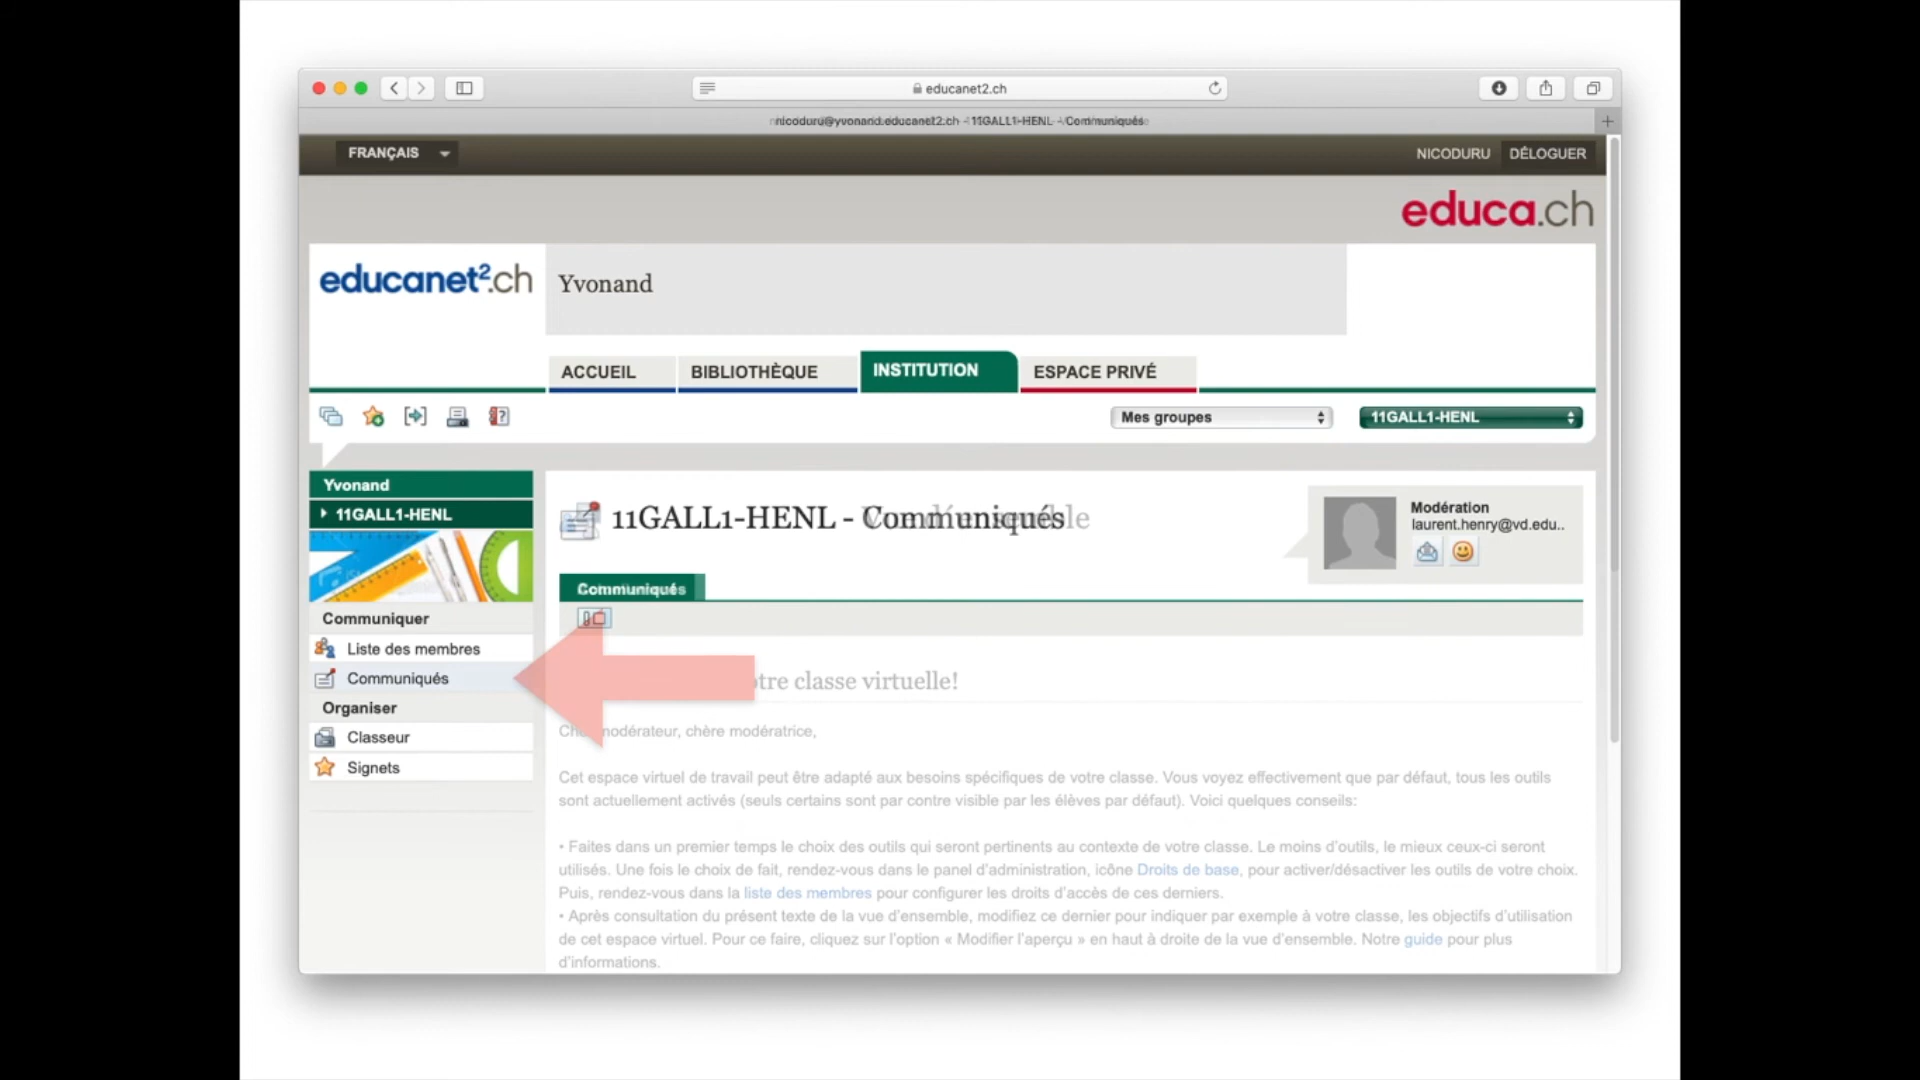 educanet2.ch
nicoduru@yvonand.educanet2.ch - 11GALL1-HENL - Communiqués
FRANÇAIS
NICODURU
DÉLOGUER
educa.ch
educanet².ch
Yvonand
ACCUEIL
BIBLIOTHÈQUE
INSTITUTION
ESPACE PRIVÉ
Mes groupes
11GALL1-HENL
Yvonand
11GALL1-HENL
11GALL1-HENL - Communiqués
Modération
laurent.henry@vd.edu..
Communiqués
Communiquer
Liste des membres
Communiqués
Organiser
Classeur
Signets
classe virtuelle!
modérateur, chère modératrice,
Cet espace virtuel de travail peut être adapté aux besoins spécifiques de votre classe. Vous voyez effectivement que par défaut, tous les outils
sont actuellement activés (seuls certains sont par contre visible par les élèves par défaut). Voici quelques conseils:
• Faites dans un premier temps le choix des outils qui seront pertinents au contexte de votre classe. Le moins d'outils, le mieux ceux-ci seront
utilisés. Une fois le choix de fait, rendez-vous dans le panel d'administration, icône Droits de base, pour activer/désactiver les outils de votre choix.
Puis, rendez-vous dans la liste des membres pour configurer les droits d'accès de ces derniers.
• Après consultation du présent texte de la vue d'ensemble, modifiez ce dernier pour indiquer par exemple à votre classe, les objectifs d'utilisation
de cet espace virtuel. Pour ce faire, cliquez sur l'option « Modifier l'aperçu » en haut à droite de la vue d'ensemble. Notre guide pour plus
d'informations.